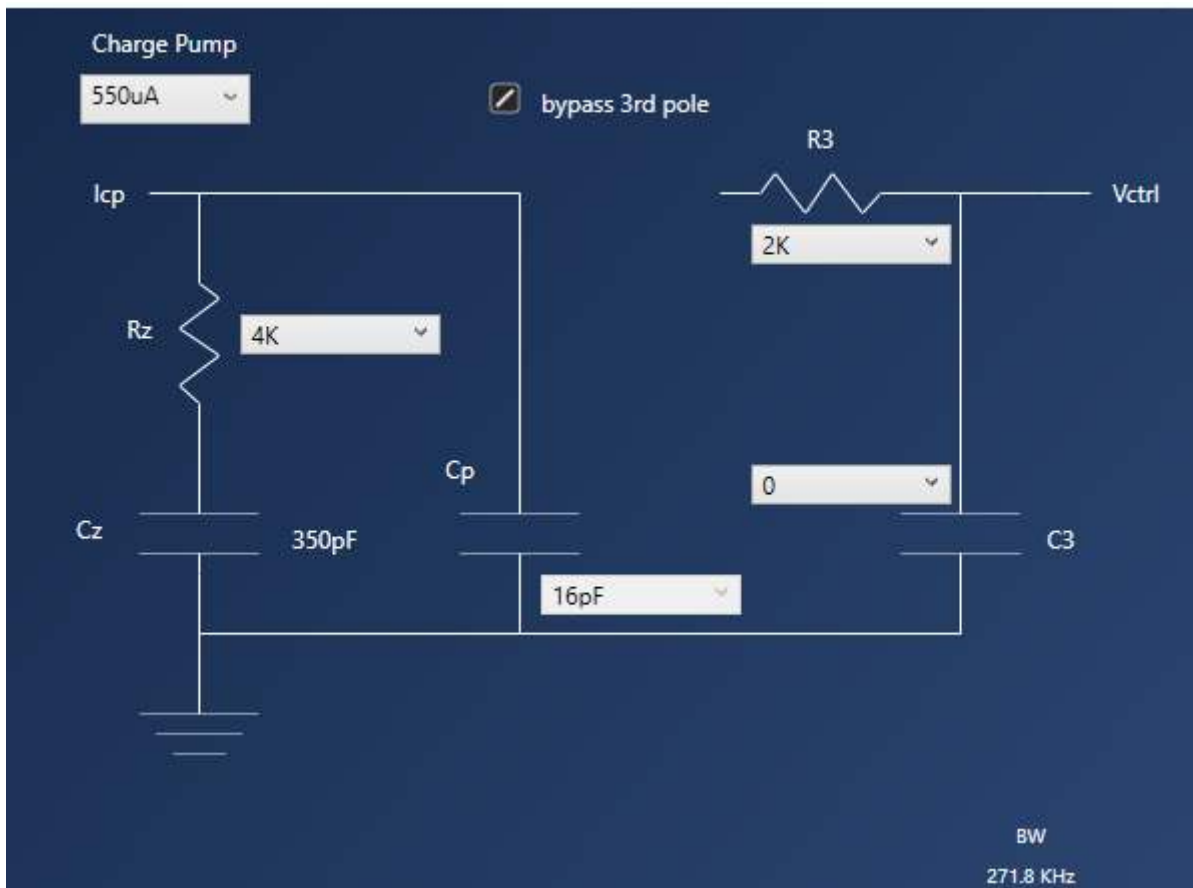 Charge Pump
550uA
bypass 3rd pole
R3
Icp
Vctrl
2K
Rz
4K
Cp
0
Cz
350pF
C3
16pF
BW
271.8 KHz